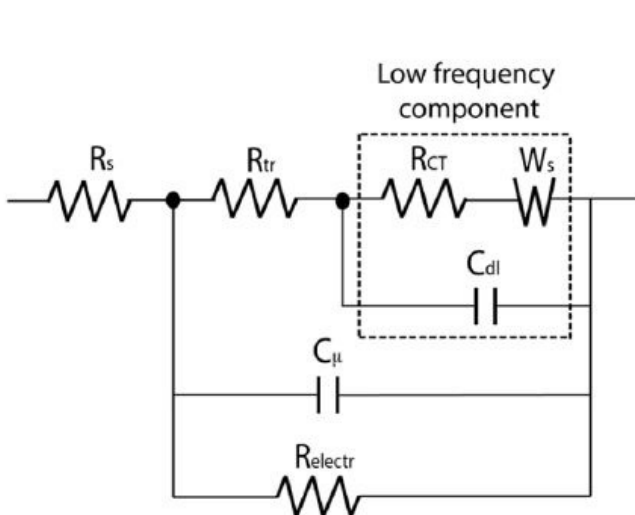 Low frequency
component
Rs Rtr RCT Ws
Cdl
Cμ
Relectr